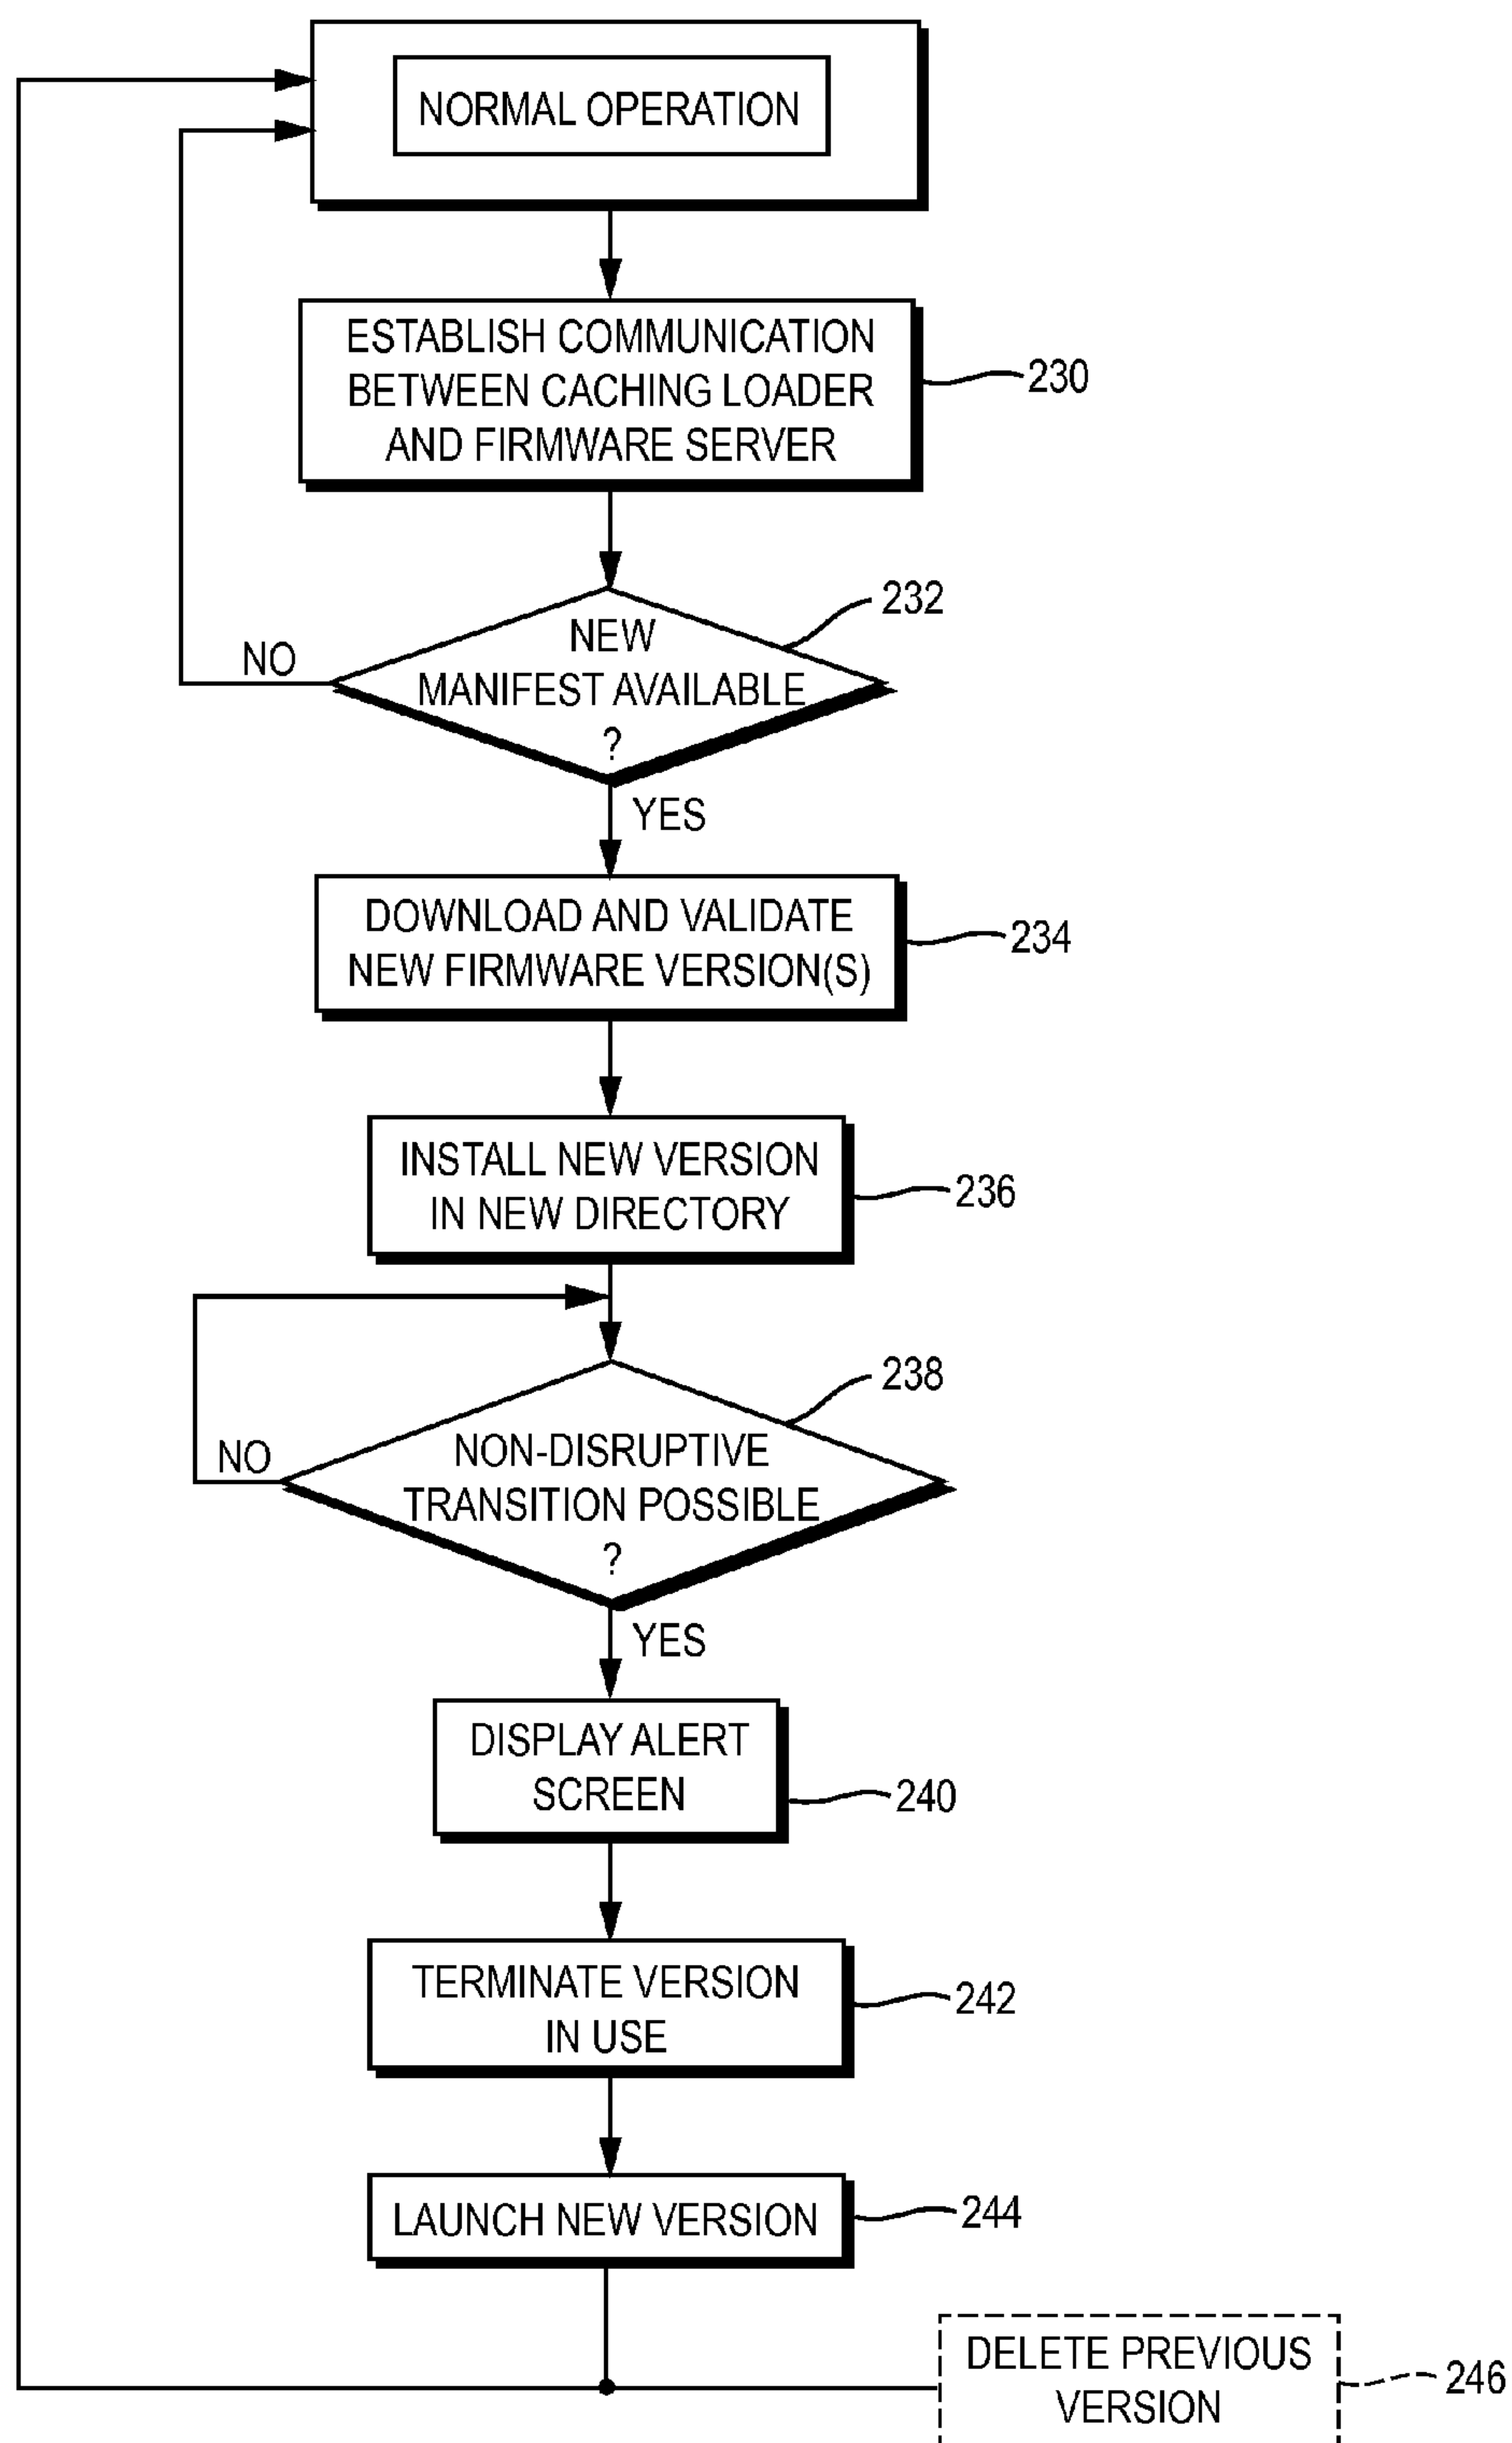 NORMAL OPERATION
ESTABLISH COMMUNICATION
BETWEEN CACHING LOADER
AND FIRMWARE SERVER
230
232
NEW
MANIFEST AVAILABLE
?
NO
YES
DOWNLOAD AND VALIDATE
NEW FIRMWARE VERSION(S)
234
INSTALL NEW VERSION
IN NEW DIRECTORY
236
238
NON-DISRUPTIVE
TRANSITION POSSIBLE
?
NO
YES
DISPLAY ALERT
SCREEN
240
TERMINATE VERSION
IN USE
242
LAUNCH NEW VERSION
244
DELETE PREVIOUS
VERSION
246